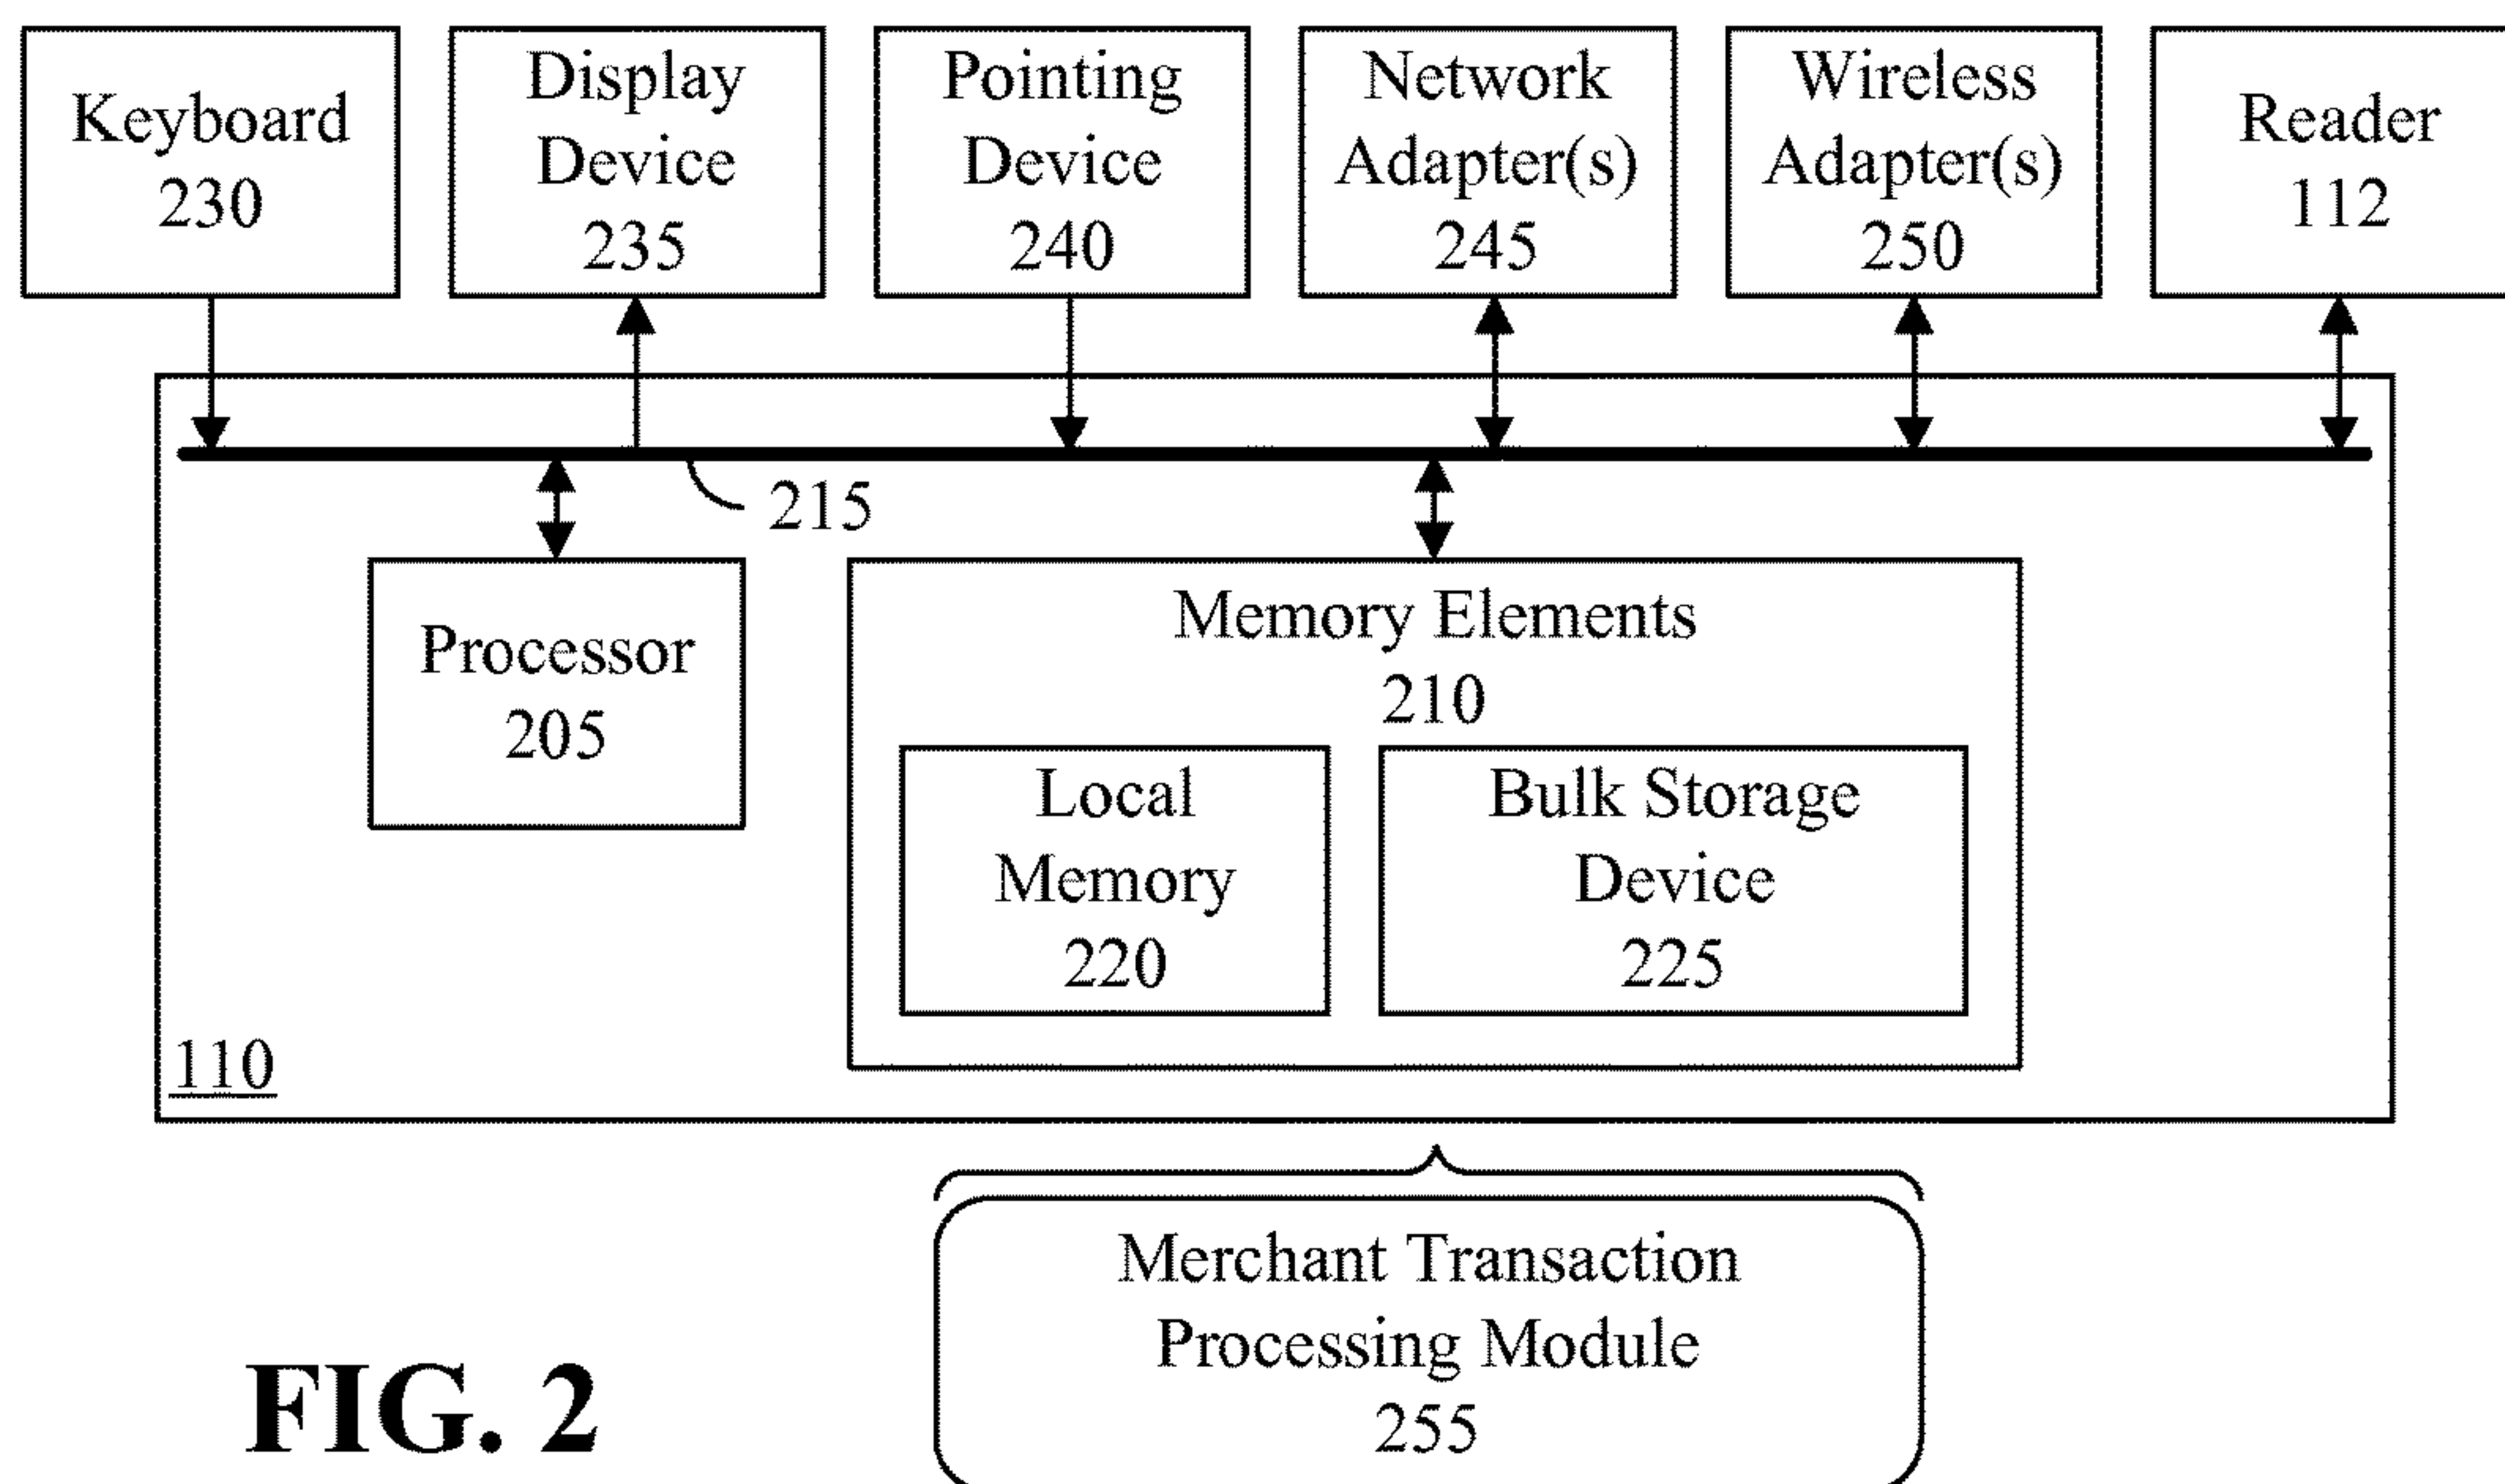 Keyboard
230
Display
Device
235
Pointing
Device
240
Network
Adapter(s)
245
Wireless
Adapter(s)
250
Reader
112
215
Processor
205
Memory Elements
210
Local
Memory
220
Bulk Storage
Device
225
110
Merchant Transaction
Processing Module
255
FIG. 2